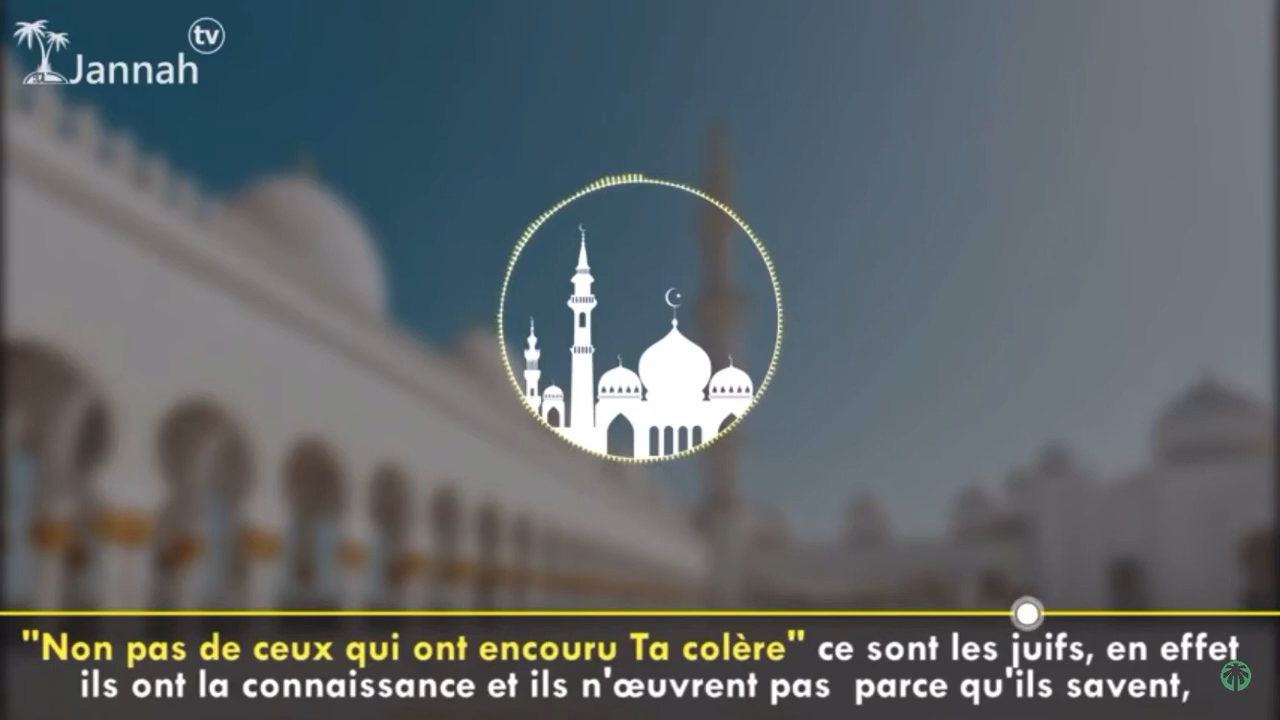 tv
Jannah
"Non pas de ceux qui ont encouru Ta colère" ce sont les juifs, en effet
ils ont la connaissance et ils n'œuvrent pas parce qu'ils savent,